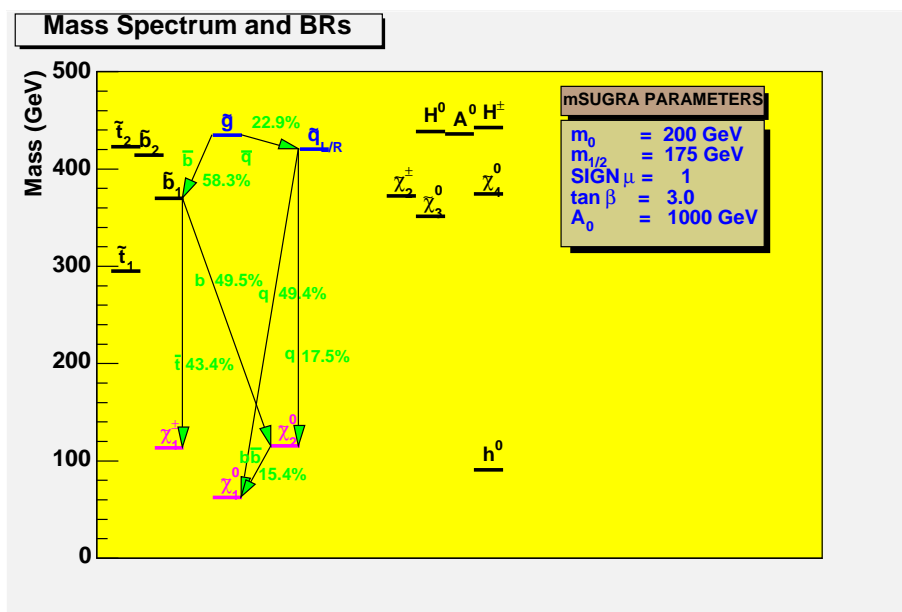 Mass Spectrum and BRs
Mass (GeV)
500
400
300
200
100
0
t̃₂
b̃₂
b̃₁
t̃₁
g̃
q̃ L/R
22.9%
q̅
b̅
58.3%
b 49.5%
q 49.4%
t̅ 43.4%
q 17.5%
χ̃₁±
χ̃₂⁰
bb̅
15.4%
χ̃₁⁰
H⁰ A⁰ H±
χ̃₂±
χ̃₃⁰
χ̃₄⁰
h⁰
mSUGRA PARAMETERS
m₀ = 200 GeV
m₁/₂ = 175 GeV
SIGN μ = 1
tan β = 3.0
A₀ = 1000 GeV